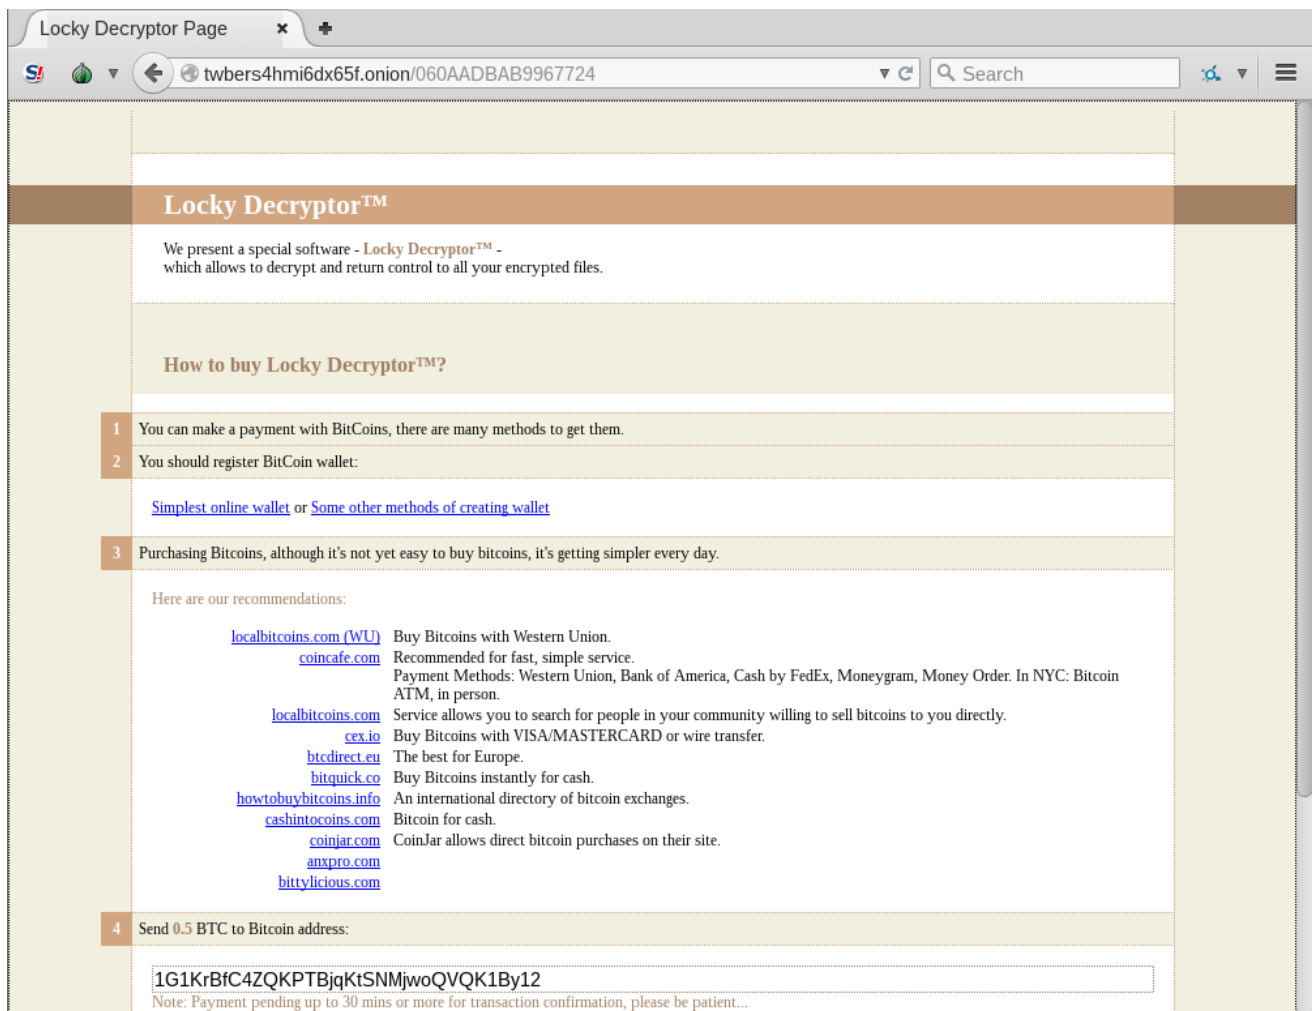 Locky Decryptor Page
twbers4hmi6dx65f.onion/060AADBAB9967724
Search
Locky Decryptor™
We present a special software - Locky Decryptor™ -
which allows to decrypt and return control to all your encrypted files.
How to buy Locky Decryptor™?
1 You can make a payment with BitCoins, there are many methods to get them.
2 You should register BitCoin wallet:
Simplest online wallet or Some other methods of creating wallet
3 Purchasing Bitcoins, although it's not yet easy to buy bitcoins, it's getting simpler every day.
Here are our recommendations:
localbitcoins.com (WU) Buy Bitcoins with Western Union.
coincafe.com Recommended for fast, simple service.
Payment Methods: Western Union, Bank of America, Cash by FedEx, Moneygram, Money Order. In NYC: Bitcoin
ATM, in person.
localbitcoins.com Service allows you to search for people in your community willing to sell bitcoins to you directly.
cex.io Buy Bitcoins with VISA/MASTERCARD or wire transfer.
btcdirect.eu The best for Europe.
bitquick.co Buy Bitcoins instantly for cash.
howtobuybitcoins.info An international directory of bitcoin exchanges.
cashintocoins.com Bitcoin for cash.
coinjar.com CoinJar allows direct bitcoin purchases on their site.
anxpro.com
bittylicious.com
4 Send 0.5 BTC to Bitcoin address:
1G1KrBfC4ZQKPTBjqKtSNMjwoQVQK1By12
Note: Payment pending up to 30 mins or more for transaction confirmation, please be patient...